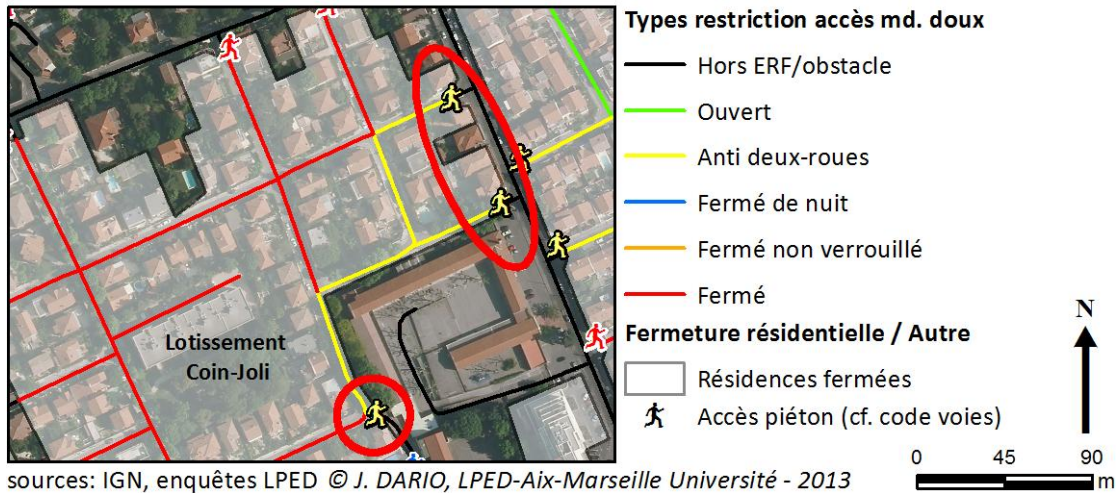 Types restriction accès md. doux
Hors ERF/obstacle
Ouvert
Anti deux-roues
Fermé de nuit
Fermé non verrouillé
Fermé
Fermeture résidentielle / Autre
Résidences fermées
Accès piéton (cf. code voies)
N
Lotissement
Coin-Joli
0 45 90
m
sources: IGN, enquêtes LPED © J. DARIO, LPED-Aix-Marseille Université - 2013